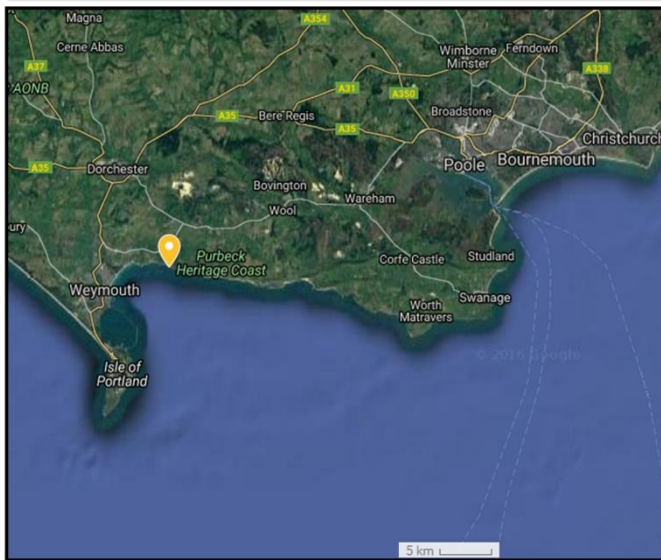 Magna
A354
Cerne Abbas
Wimborne
Minster
Ferndown
A37
A338
AONB
A31
A350
Broadstone
A35
Bere Regis
A35
Christchurch
A35
Dorchester
Poole
Bournemouth
Bovington
Wareham
Wool
ury
Purbeck
Heritage Coast
Corfe Castle
Studland
Weymouth
Worth
Matravers
Swanage
© 2016 Google
Isle of
Portland
5 km